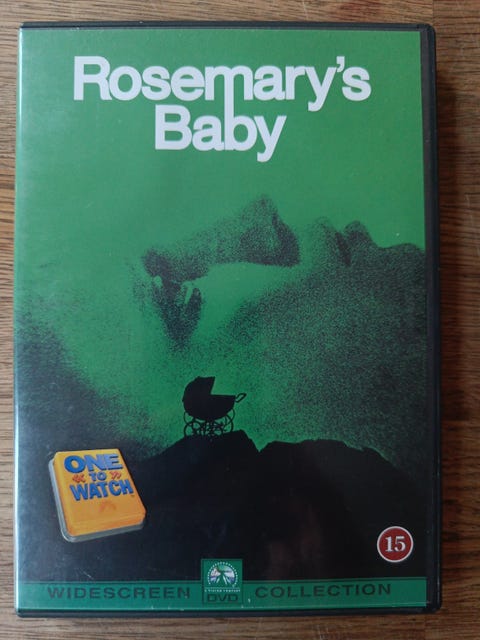 Rosemary's
Baby
ONE
« TO »
WATCH
15
WIDESCREEN DVD COLLECTION